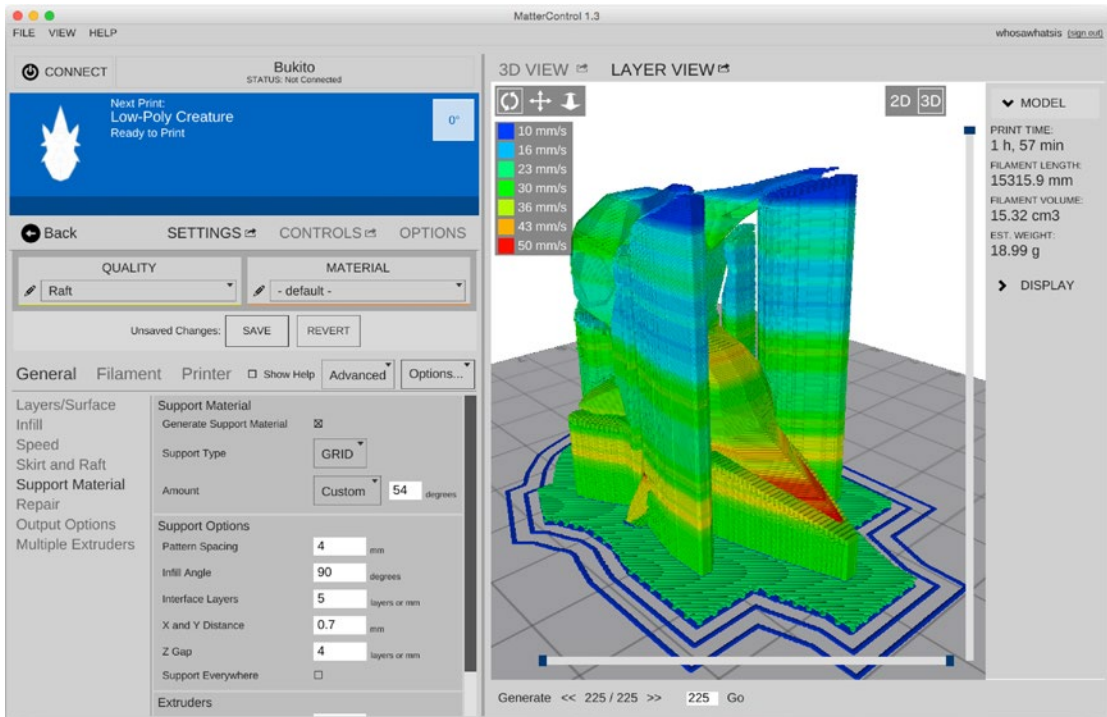 MatterControl 1.3
FILE VIEW HELP
whosawhatsis (sign out)
CONNECT
Bukito
STATUS: Not Connected
Next Print:
Low-Poly Creature
Ready to Print
0°
Back
SETTINGS
CONTROLS
OPTIONS
QUALITY
Raft
MATERIAL
- default -
Unsaved Changes:
SAVE
REVERT
General
Filament
Printer
Show Help
Advanced
Options...
Layers/Surface
Infill
Speed
Skirt and Raft
Support Material
Repair
Output Options
Multiple Extruders
Support Material
Generate Support Material
Support Type
GRID
Amount
Custom
54
degrees
Support Options
Pattern Spacing
4
mm
Infill Angle
90
degrees
Interface Layers
5
layers or mm
X and Y Distance
0.7
mm
Z Gap
4
layers or mm
Support Everywhere
Extruders
3D VIEW
LAYER VIEW
2D
3D
10 mm/s
16 mm/s
23 mm/s
30 mm/s
36 mm/s
43 mm/s
50 mm/s
MODEL
PRINT TIME:
1 h, 57 min
FILAMENT LENGTH:
15315.9 mm
FILAMENT VOLUME:
15.32 cm3
EST. WEIGHT:
18.99 g
DISPLAY
Generate << 225 / 225 >> 225 Go